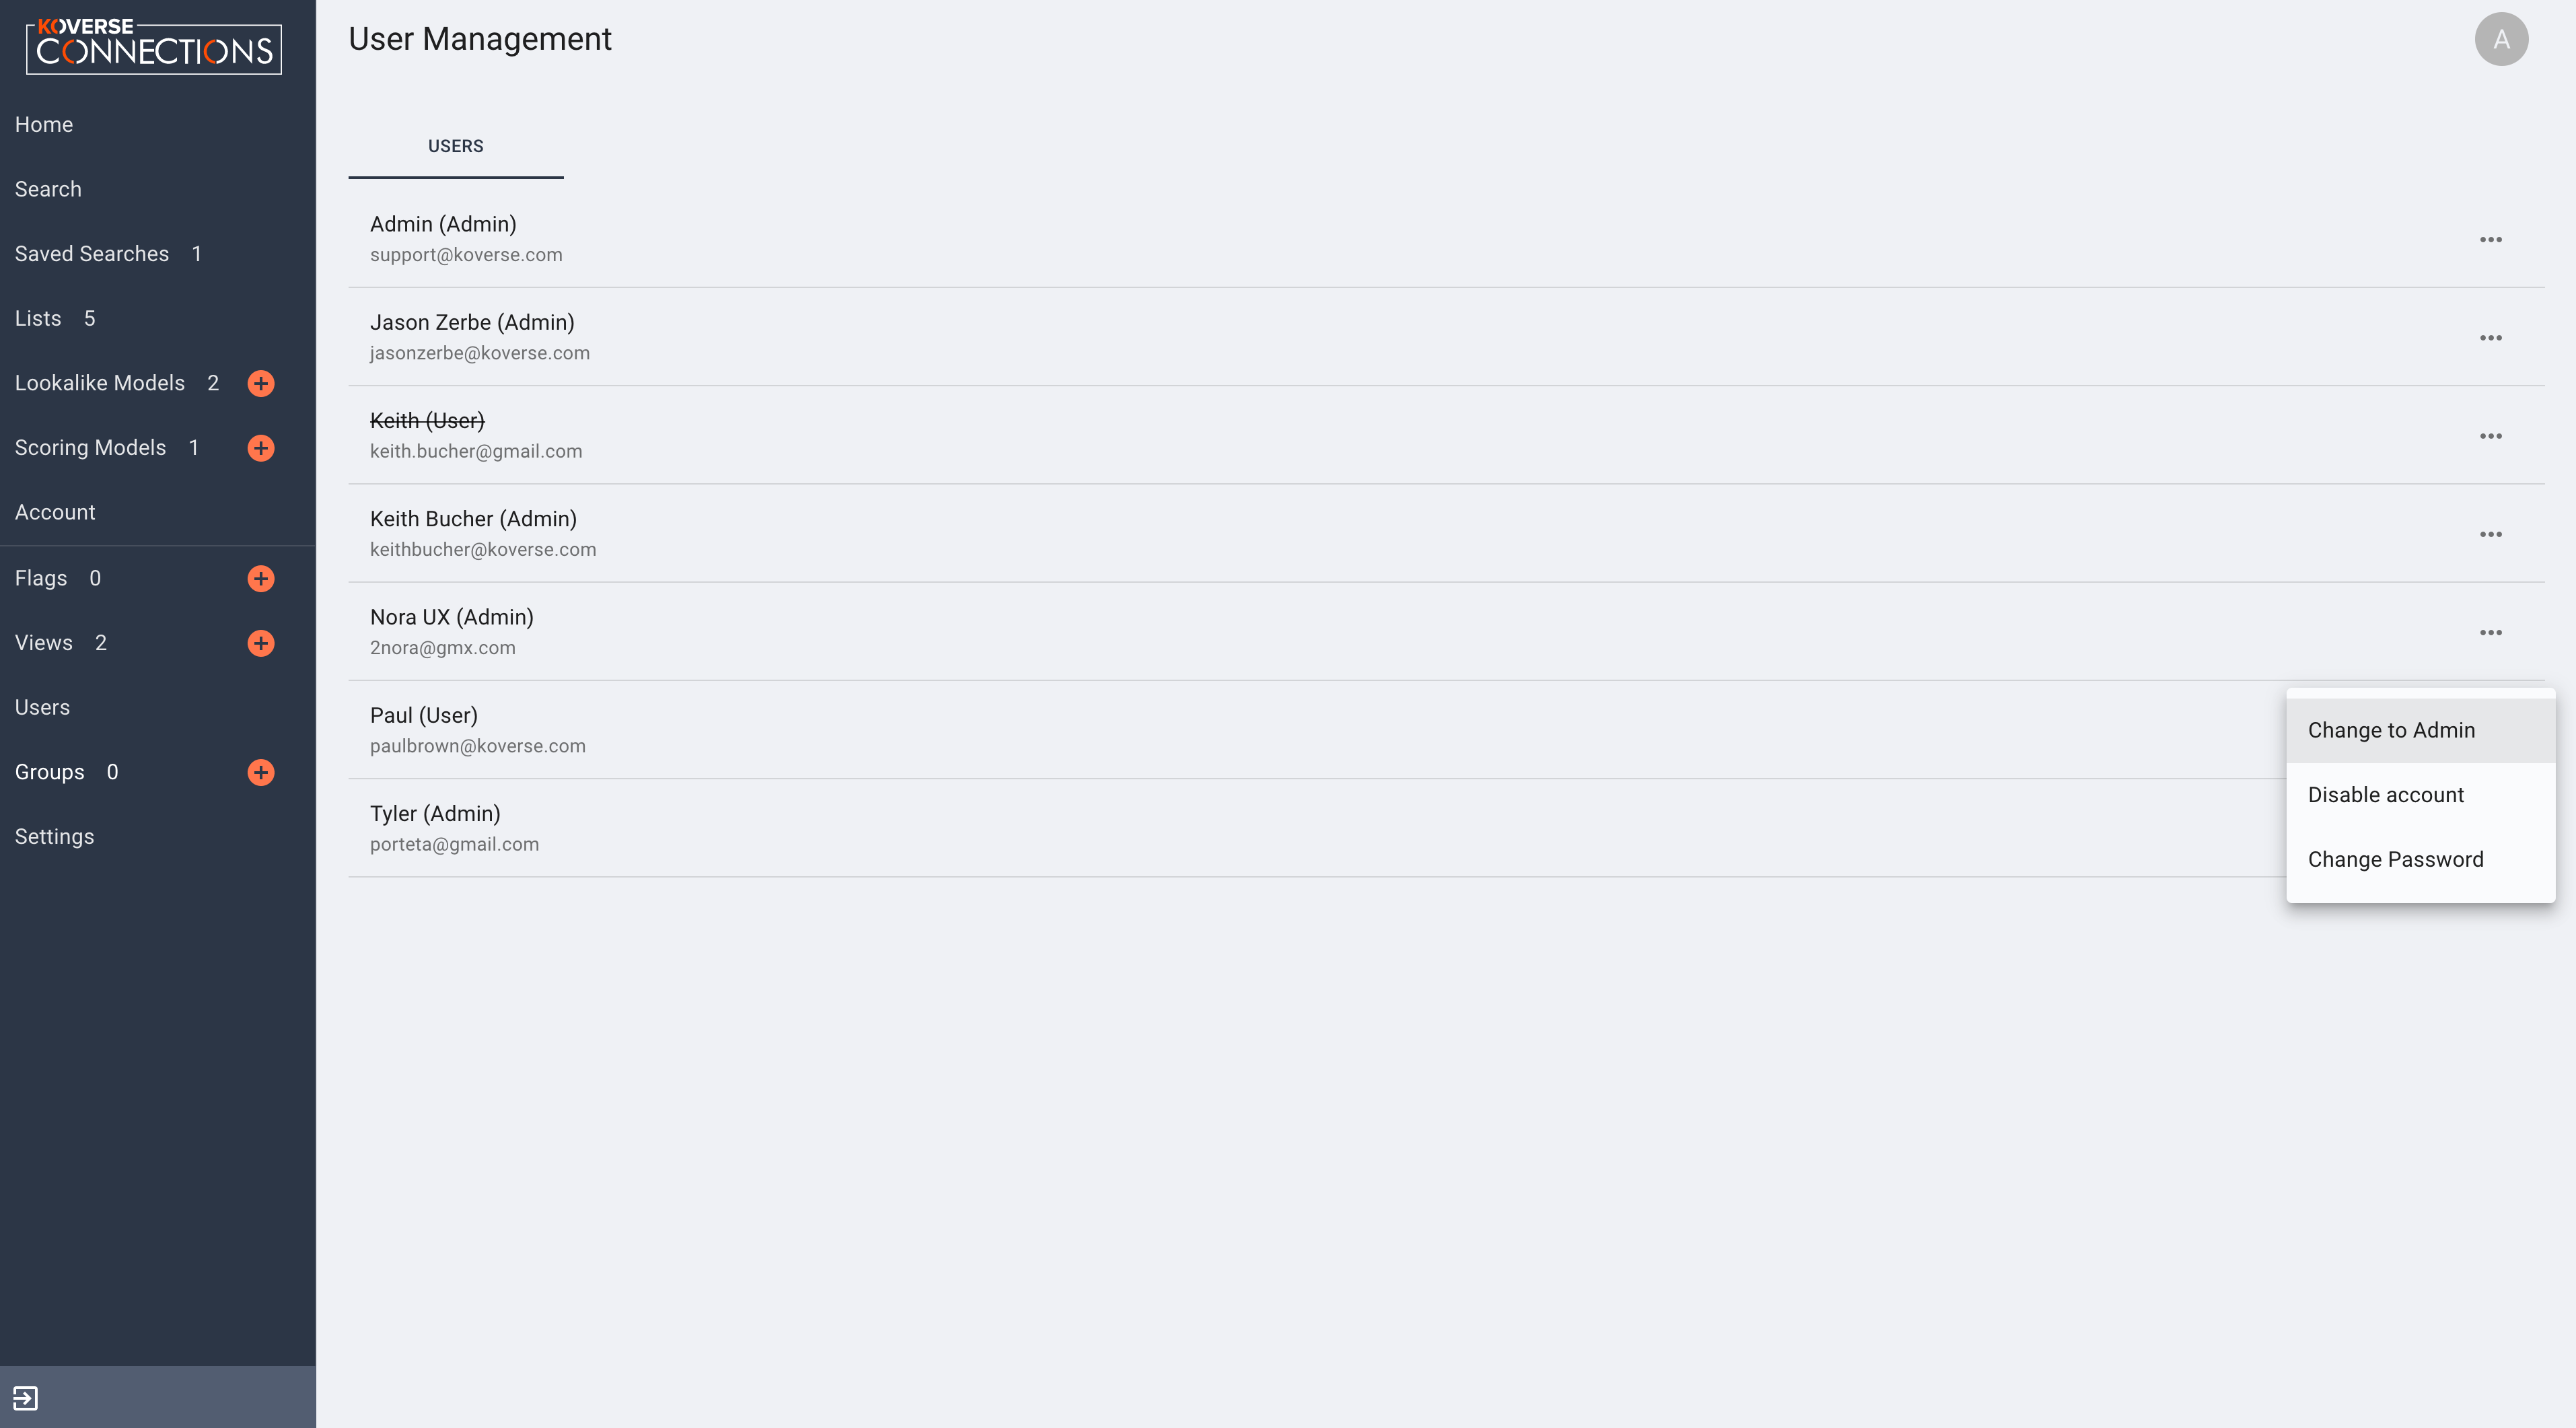 KOVERSE
CONNECTIONS
Home
Search
Saved Searches 1
Lists 5
Lookalike Models 2
Scoring Models 1
Account
Flags 0
Views 2
Users
Groups 0
Settings
User Management
A
USERS
Admin (Admin)
support@koverse.com
Jason Zerbe (Admin)
jasonzerbe@koverse.com
Keith (User)
keith.bucher@gmail.com
Keith Bucher (Admin)
keithbucher@koverse.com
Nora UX (Admin)
2nora@gmx.com
Paul (User)
paulbrown@koverse.com
Tyler (Admin)
porteta@gmail.com
Change to Admin
Disable account
Change Password